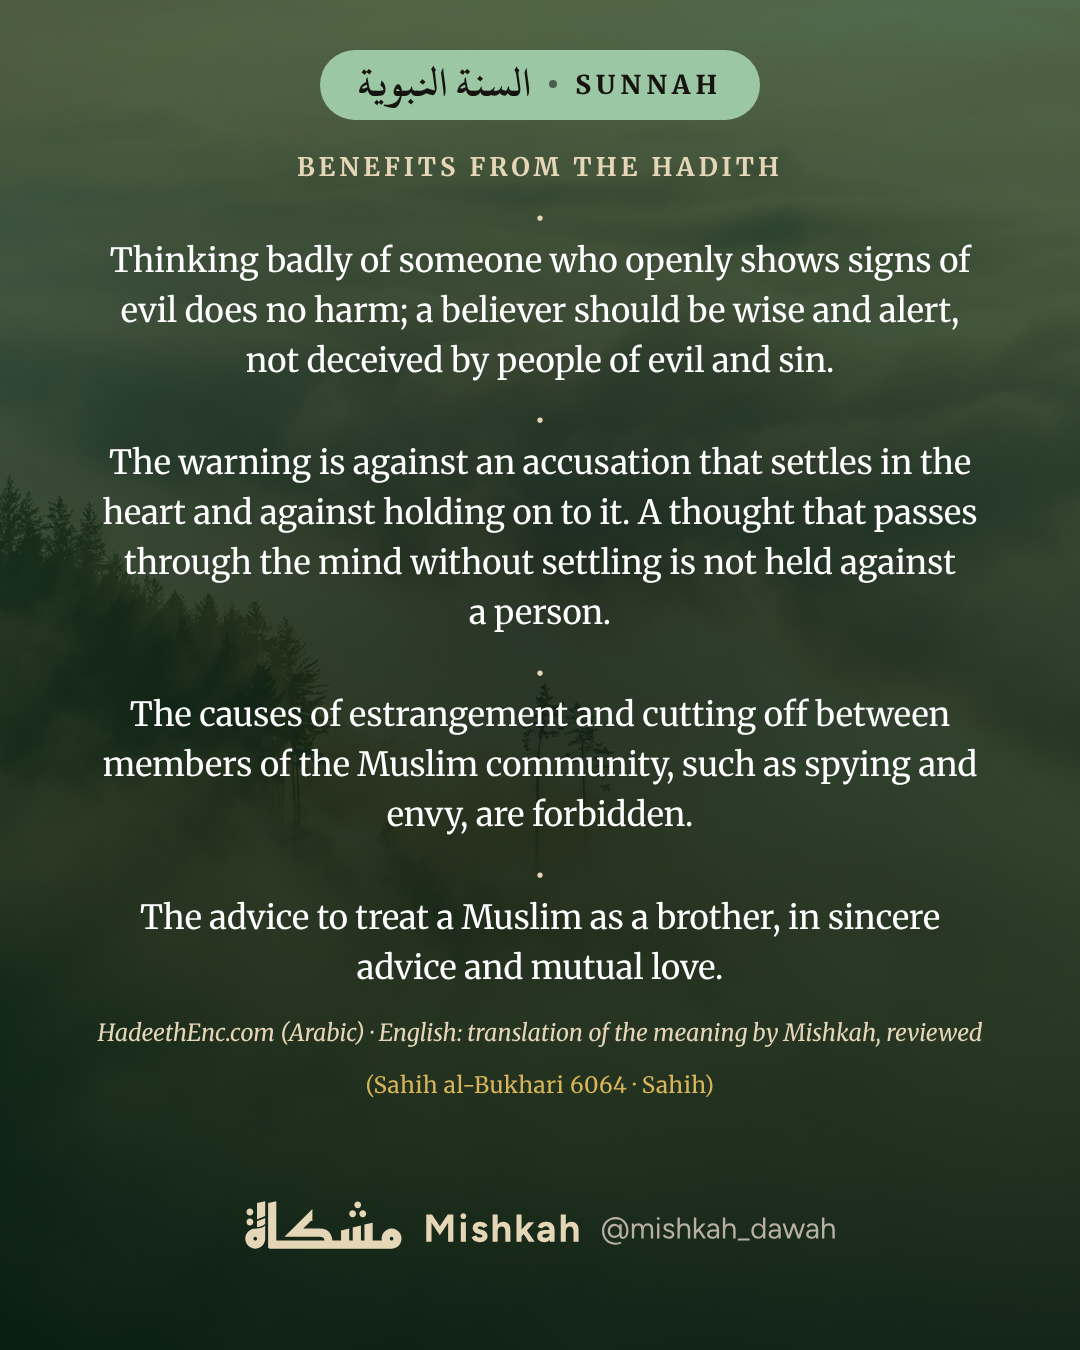 السنة النبوية • SUNNAH
BENEFITS FROM THE HADITH
•
Thinking badly of someone who openly shows signs of
evil does no harm; a believer should be wise and alert,
not deceived by people of evil and sin.
•
The warning is against an accusation that settles in the
heart and against holding on to it. A thought that passes
through the mind without settling is not held against
a person.
•
The causes of estrangement and cutting off between
members of the Muslim community, such as spying and
envy, are forbidden.
•
The advice to treat a Muslim as a brother, in sincere
advice and mutual love.
HadeethEnc.com (Arabic) · English: translation of the meaning by Mishkah, reviewed
(Sahih al-Bukhari 6064 · Sahih)
مشكاة Mishkah @mishkah_dawah